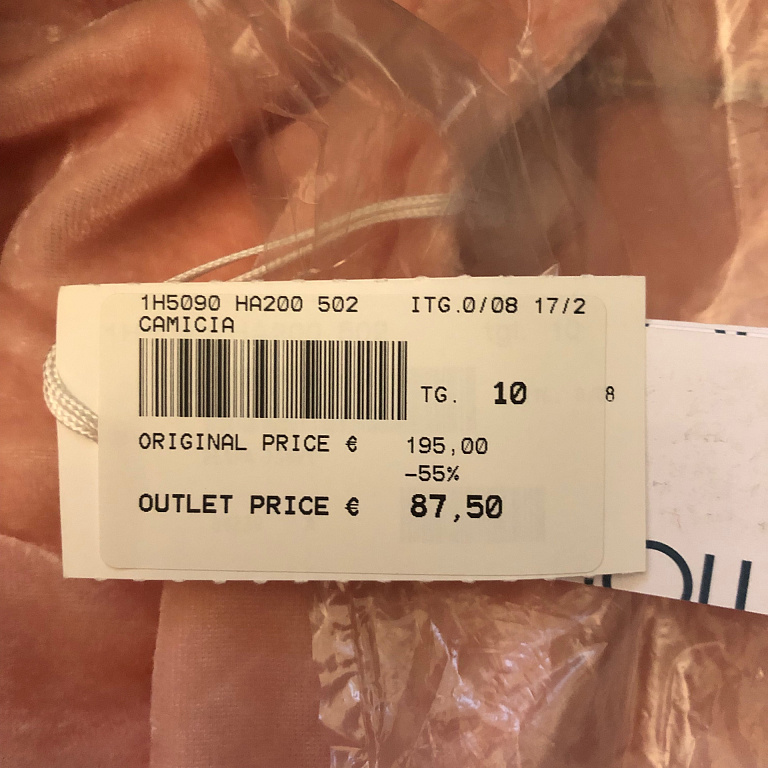 1H5090 HA200 502 ITG.0/08 17/2
CAMICIA
TG. 10 8
ORIGINAL PRICE € 195,00
-55%
OUTLET PRICE € 87,50